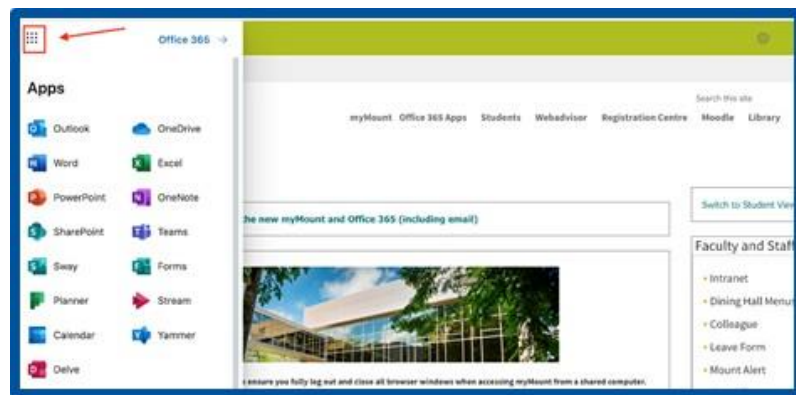 Office 365 →
Apps
Outlook
OneDrive
Word
Excel
PowerPoint
OneNote
SharePoint
Teams
Sway
Forms
Planner
Stream
Calendar
Yammer
Delve
Search this site
myMount Office 365 Apps Students Webadvisor Registration Centre Moodle Library
the new myMount and Office 365 (including email)
ensure you fully log out and close all browser windows when accessing myMount from a shared computer.
Switch to Student View
Faculty and Staff
• Intranet
• Dining Hall Menus
• Colleague
• Leave Form
• Mount Alert